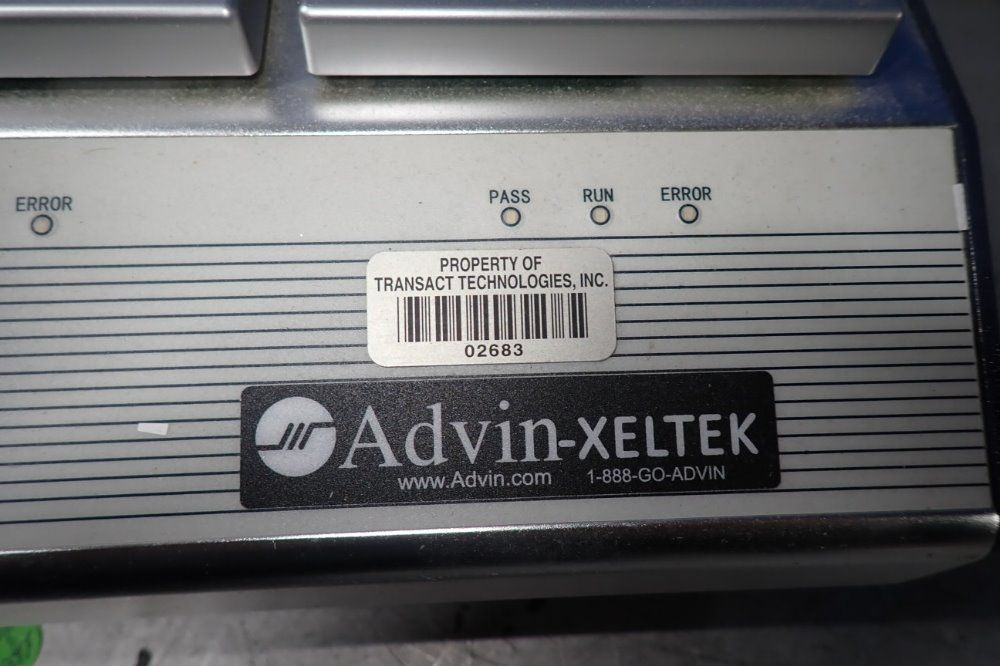 ERROR
PASS RUN ERROR
PROPERTY OF
TRANSACT TECHNOLOGIES, INC.
02683
Advin-XELTEK
www.Advin.com 1-888-GO-ADVIN